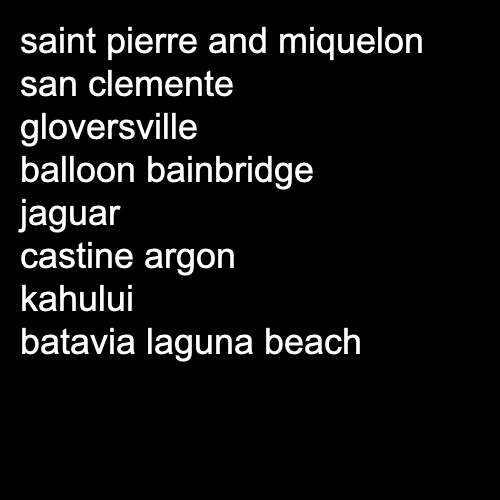 saint pierre and miquelon
san clemente
gloversville
balloon bainbridge
jaguar
castine argon
kahului
batavia laguna beach